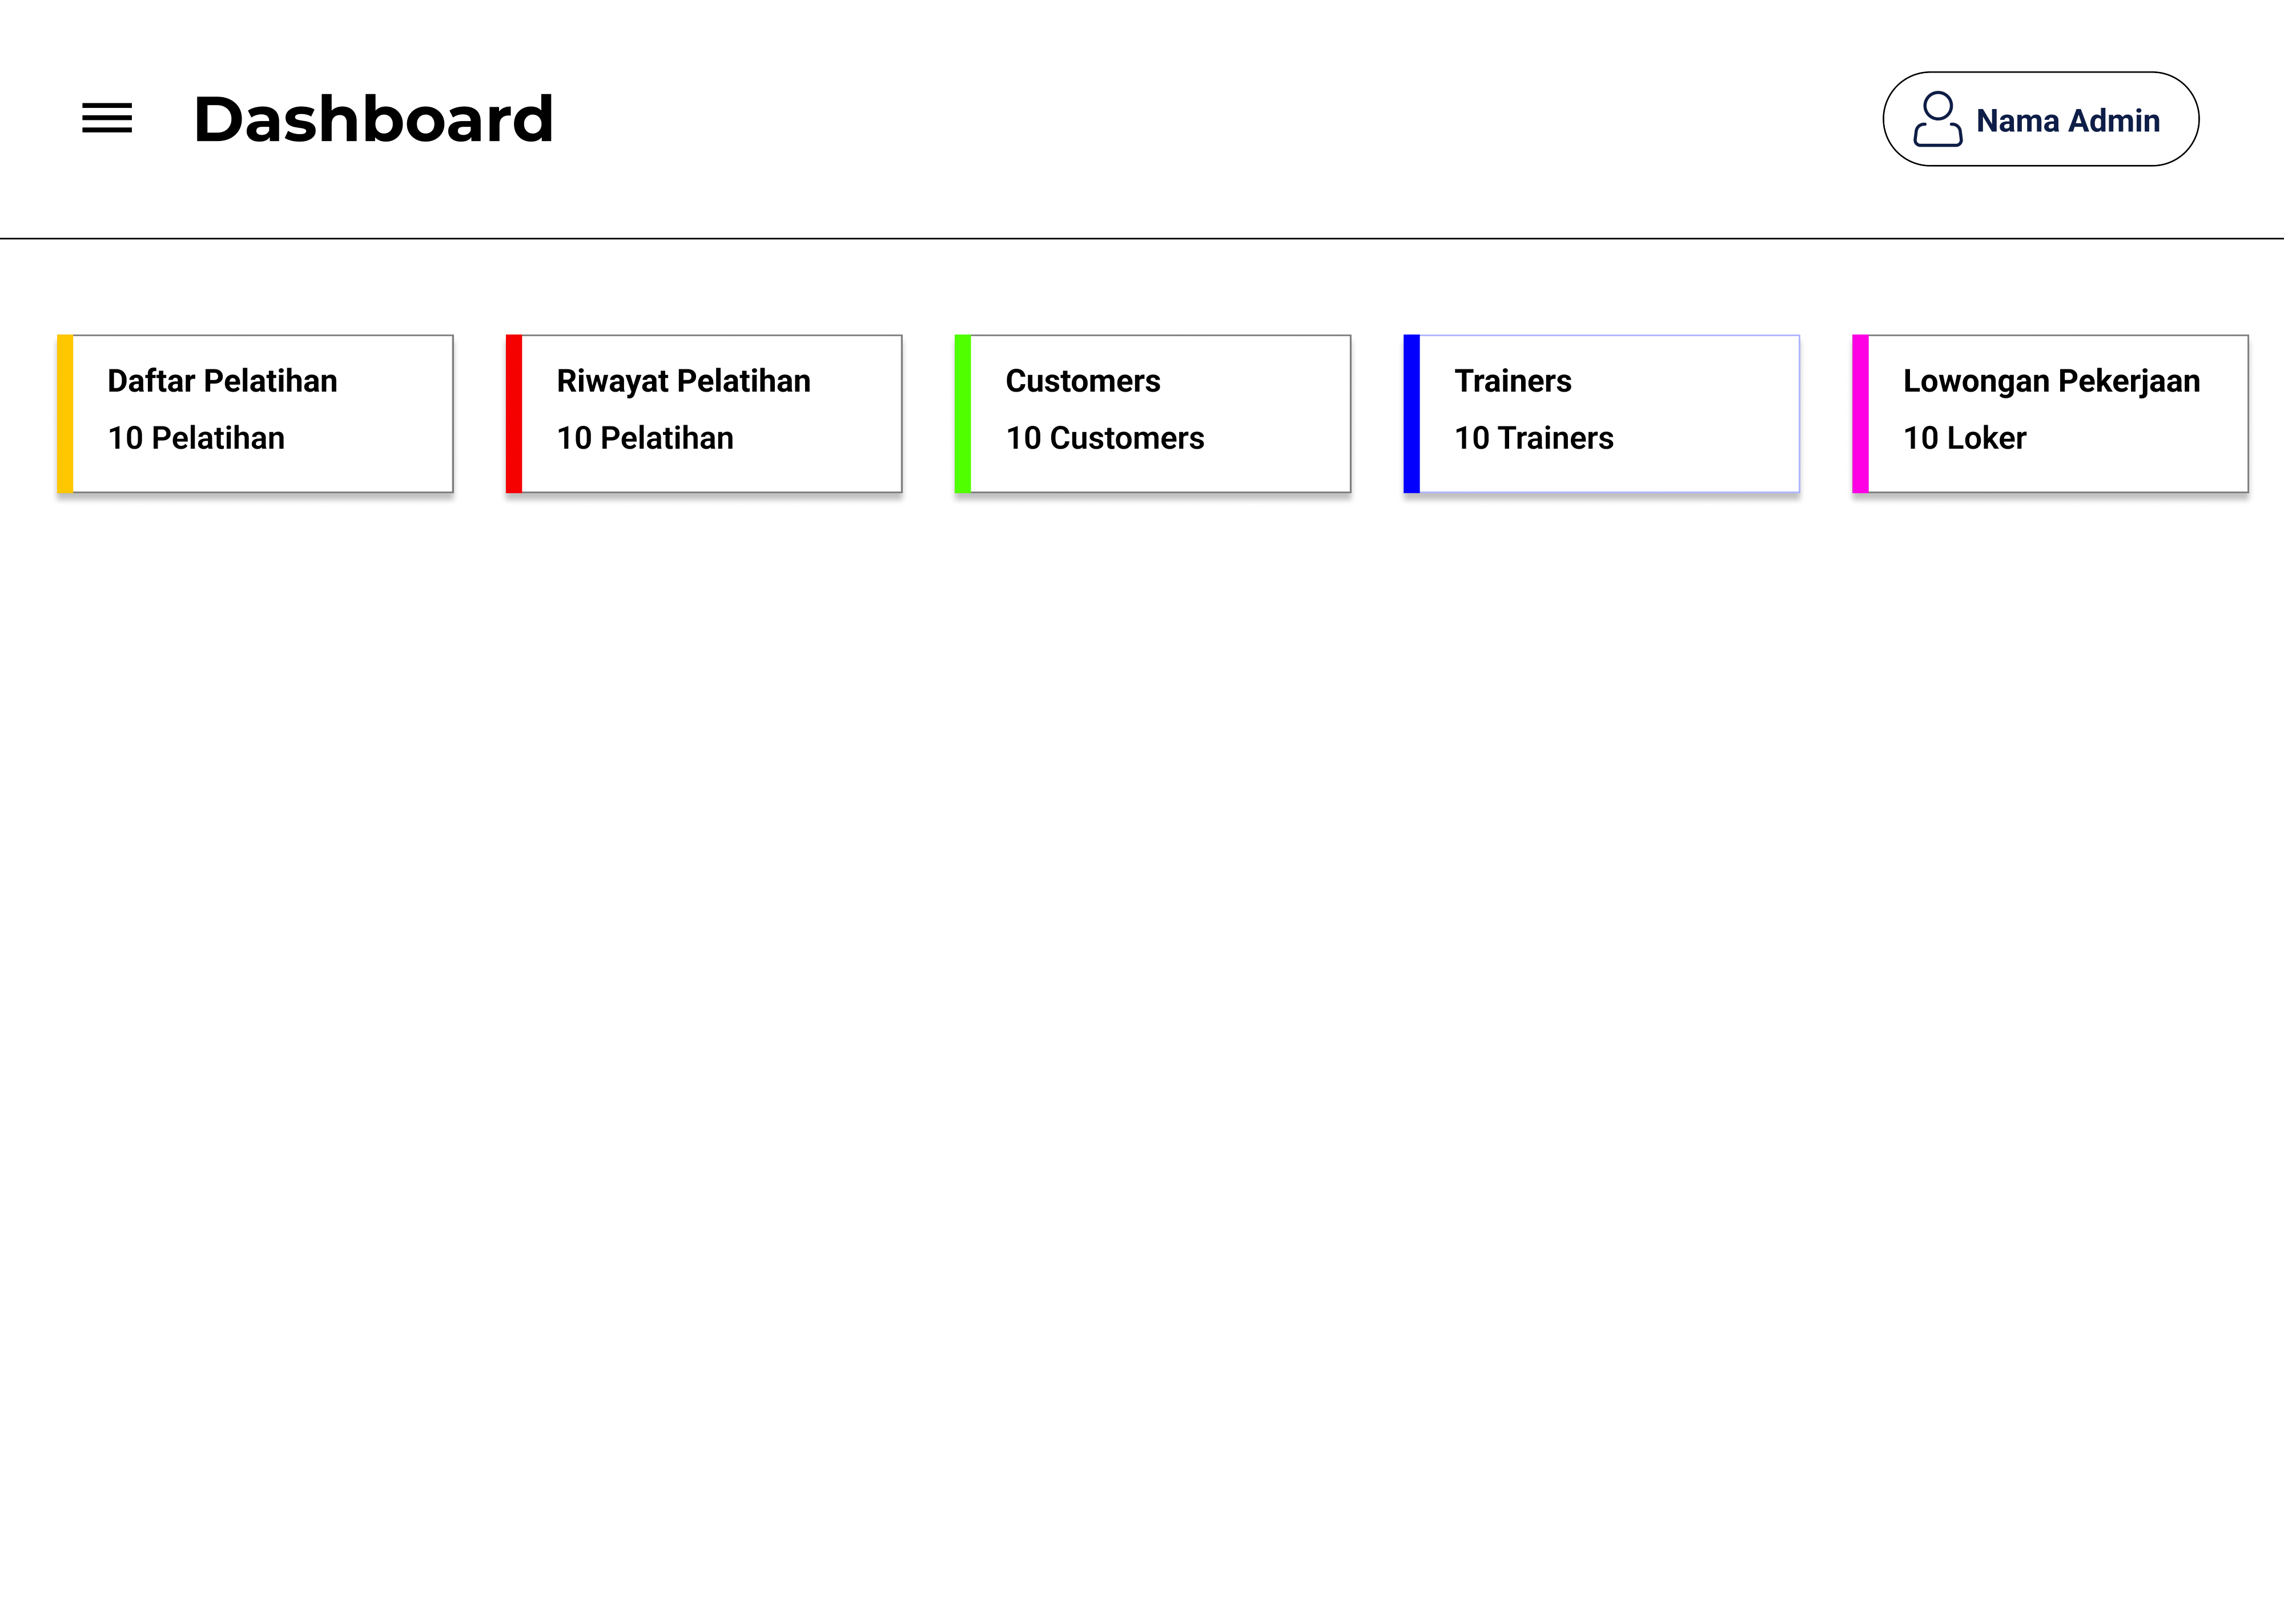 Dashboard
Nama Admin
Daftar Pelatihan
10 Pelatihan
Riwayat Pelatihan
10 Pelatihan
Customers
10 Customers
Trainers
10 Trainers
Lowongan Pekerjaan
10 Loker